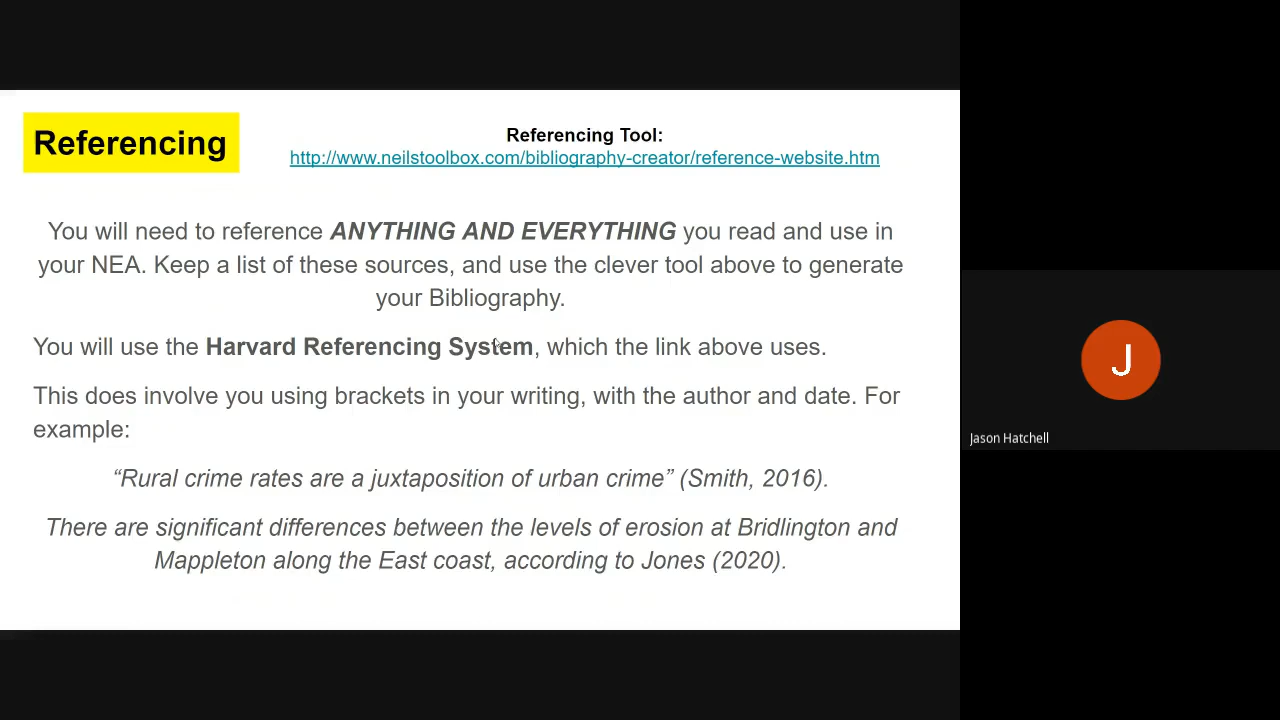 Referencing
Referencing Tool:
http://www.neilstoolbox.com/bibliography-creator/reference-website.htm
You will need to reference ANYTHING AND EVERYTHING you read and use in
your NEA. Keep a list of these sources, and use the clever tool above to generate
your Bibliography.
You will use the Harvard Referencing System, which the link above uses.
This does involve you using brackets in your writing, with the author and date. For
example:
“Rural crime rates are a juxtaposition of urban crime” (Smith, 2016).
There are significant differences between the levels of erosion at Bridlington and
Mappleton along the East coast, according to Jones (2020).
J
Jason Hatchell